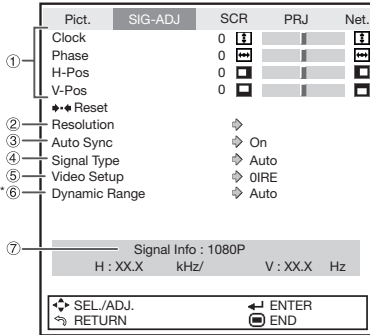 Pict. SIG-ADJ SCR PRJ Net.
① Clock 0
Phase 0
H-Pos 0
V-Pos 0
Reset
② Resolution
③ Auto Sync On
④ Signal Type Auto
⑤ Video Setup 0IRE
*⑥ Dynamic Range Auto
⑦ Signal Info : 1080P
H : XX.X kHz/ V : XX.X Hz
SEL./ADJ. ENTER
RETURN END